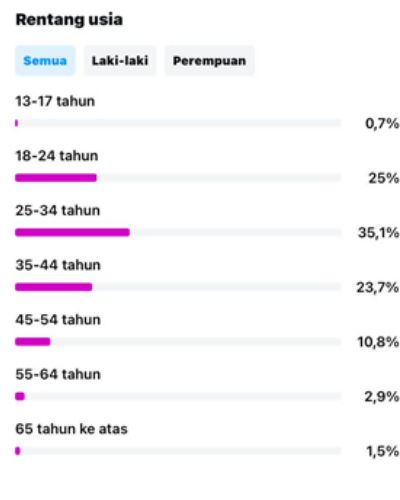 Rentang usia
Semua Laki-laki Perempuan
13-17 tahun
0,7%
18-24 tahun
25%
25-34 tahun
35,1%
35-44 tahun
23,7%
45-54 tahun
10,8%
55-64 tahun
2,9%
65 tahun ke atas
1,5%